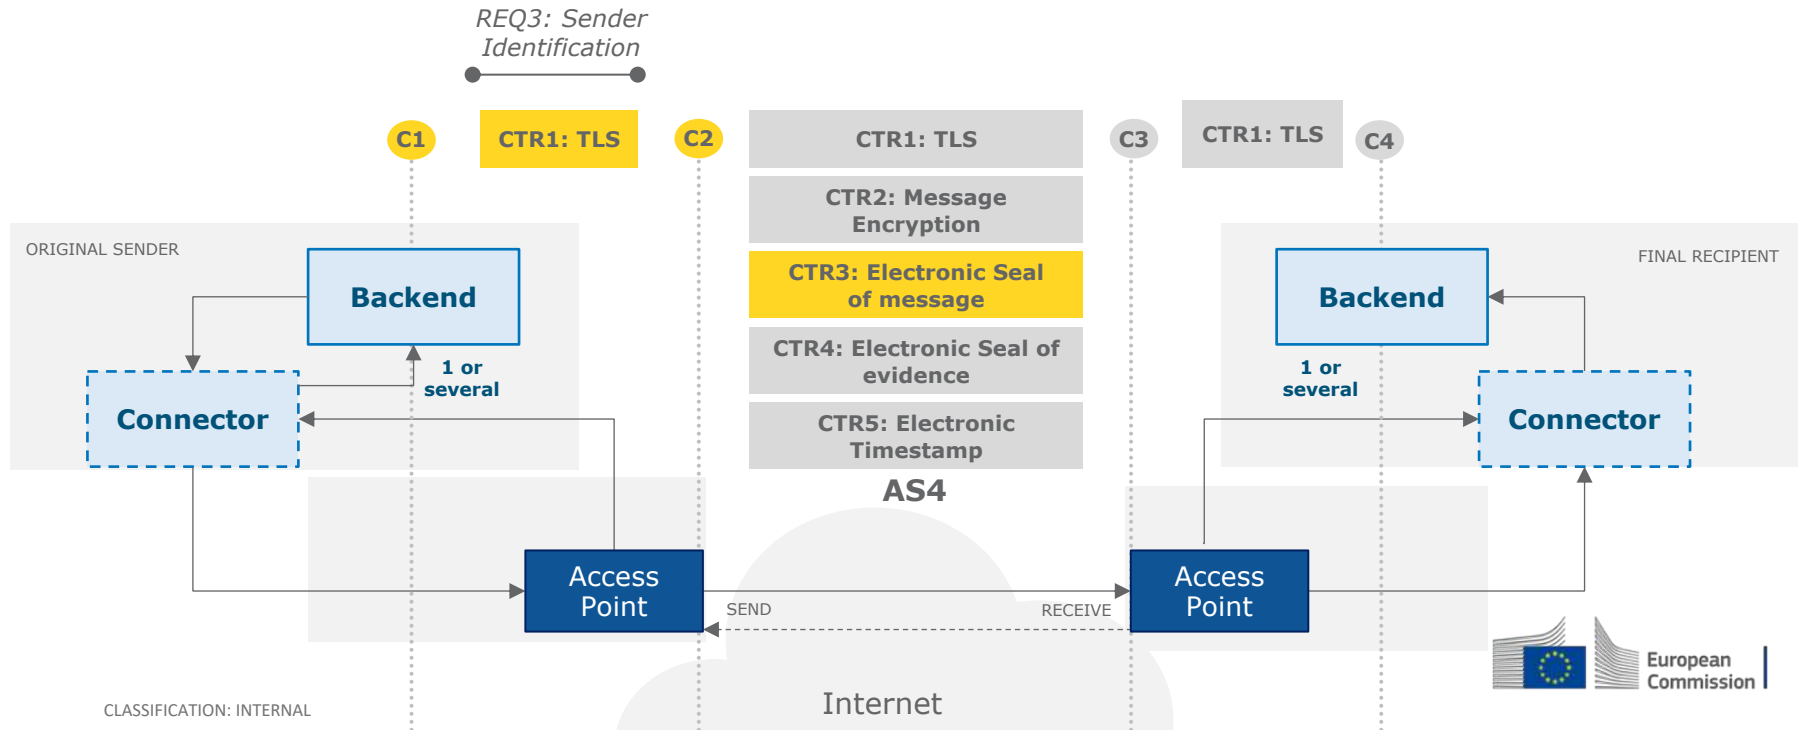 REQ3: Sender
Identification
C1
CTR1: TLS
C2
CTR1: TLS
C3
CTR1: TLS
C4
CTR2: Message
Encryption
CTR3: Electronic Seal
of message
CTR4: Electronic Seal of
evidence
CTR5: Electronic
Timestamp
AS4
ORIGINAL SENDER
Backend
1 or
several
Connector
Access
Point
SEND
RECEIVE
Access
Point
FINAL RECIPIENT
Backend
1 or
several
Connector
Internet
European
Commission
CLASSIFICATION: INTERNAL